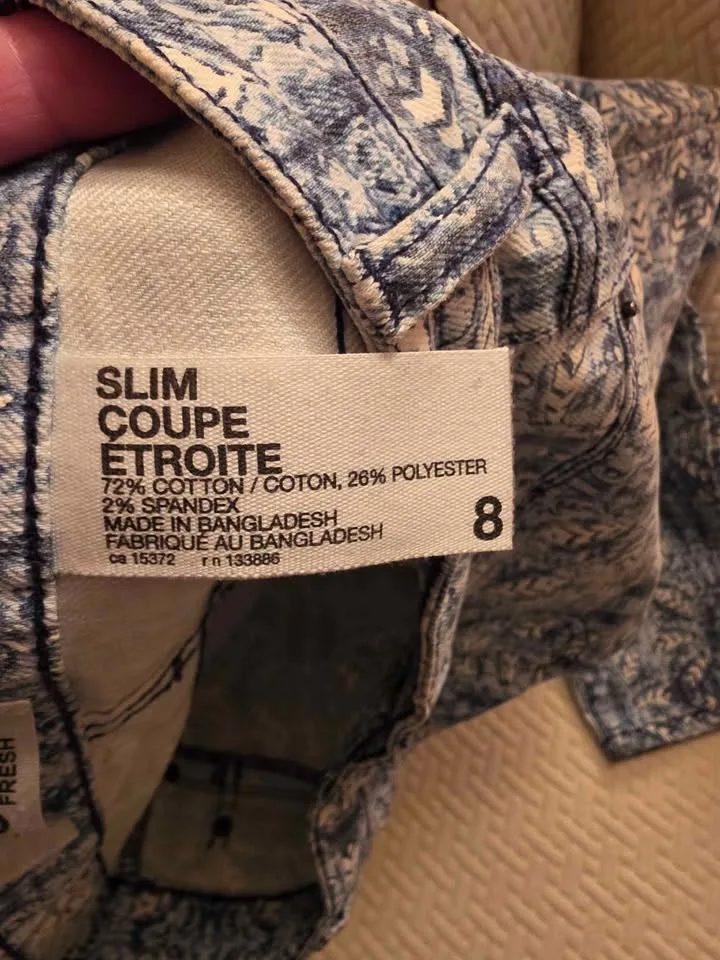 SLIM
COUPE
ÉTROITE
72% COTTON / COTON, 26% POLYESTER
2% SPANDEX
MADE IN BANGLADESH
FABRIQUÉ AU BANGLADESH
ca 15372 rn 133886
8
FRESH